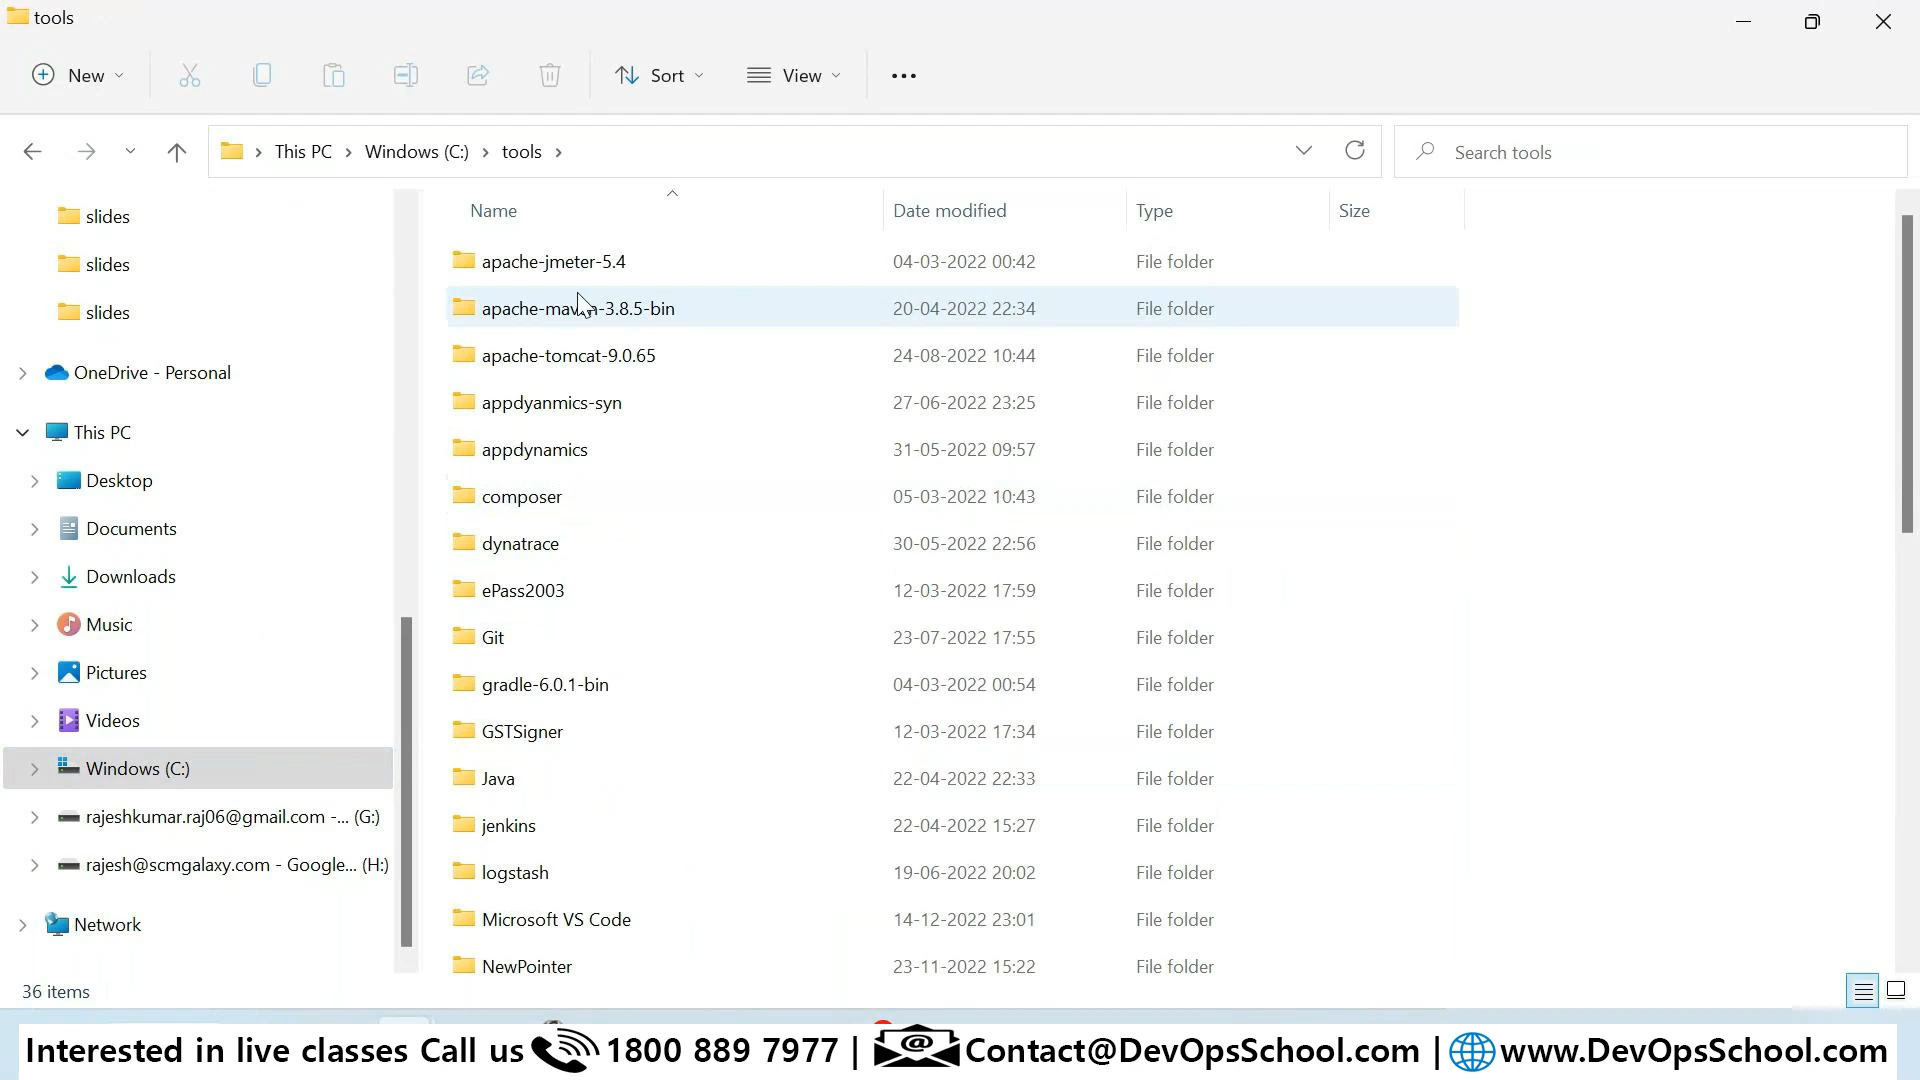 tools
New Sort View
This PC Windows (C:) tools Search tools
slides
slides
slides
OneDrive - Personal
This PC
Desktop
Documents
Downloads
Music
Pictures
Videos
Windows (C:)
rajeshkumar.raj06@gmail.com -... (G:)
rajesh@scmgalaxy.com - Google... (H:)
Network
Name Date modified Type Size
apache-jmeter-5.4 04-03-2022 00:42 File folder
apache-maven-3.8.5-bin 20-04-2022 22:34 File folder
apache-tomcat-9.0.65 24-08-2022 10:44 File folder
appdyanmics-syn 27-06-2022 23:25 File folder
appdynamics 31-05-2022 09:57 File folder
composer 05-03-2022 10:43 File folder
dynatrace 30-05-2022 22:56 File folder
ePass2003 12-03-2022 17:59 File folder
Git 23-07-2022 17:55 File folder
gradle-6.0.1-bin 04-03-2022 00:54 File folder
GSTSigner 12-03-2022 17:34 File folder
Java 22-04-2022 22:33 File folder
jenkins 22-04-2022 15:27 File folder
logstash 19-06-2022 20:02 File folder
Microsoft VS Code 14-12-2022 23:01 File folder
NewPointer 23-11-2022 15:22 File folder
36 items
Interested in live classes Call us 1800 889 7977 | Contact@DevOpsSchool.com | www.DevOpsSchool.com